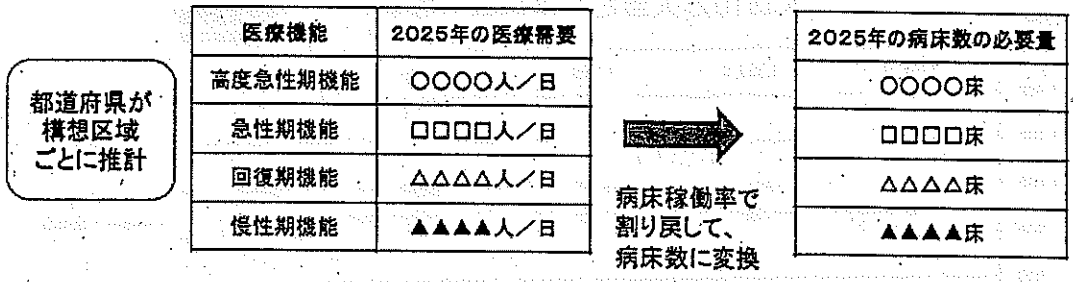 都道府県が
構想区域
ごとに推計
医療機能 2025年の医療需要
高度急性期機能 ○○○○人／日
急性期機能 □□□□人／日
回復期機能 △△△△人／日
慢性期機能 ▲▲▲▲人／日
病床稼働率で
割り戻して、
病床数に変換
2025年の病床数の必要量
○○○○床
□□□□床
△△△△床
▲▲▲▲床